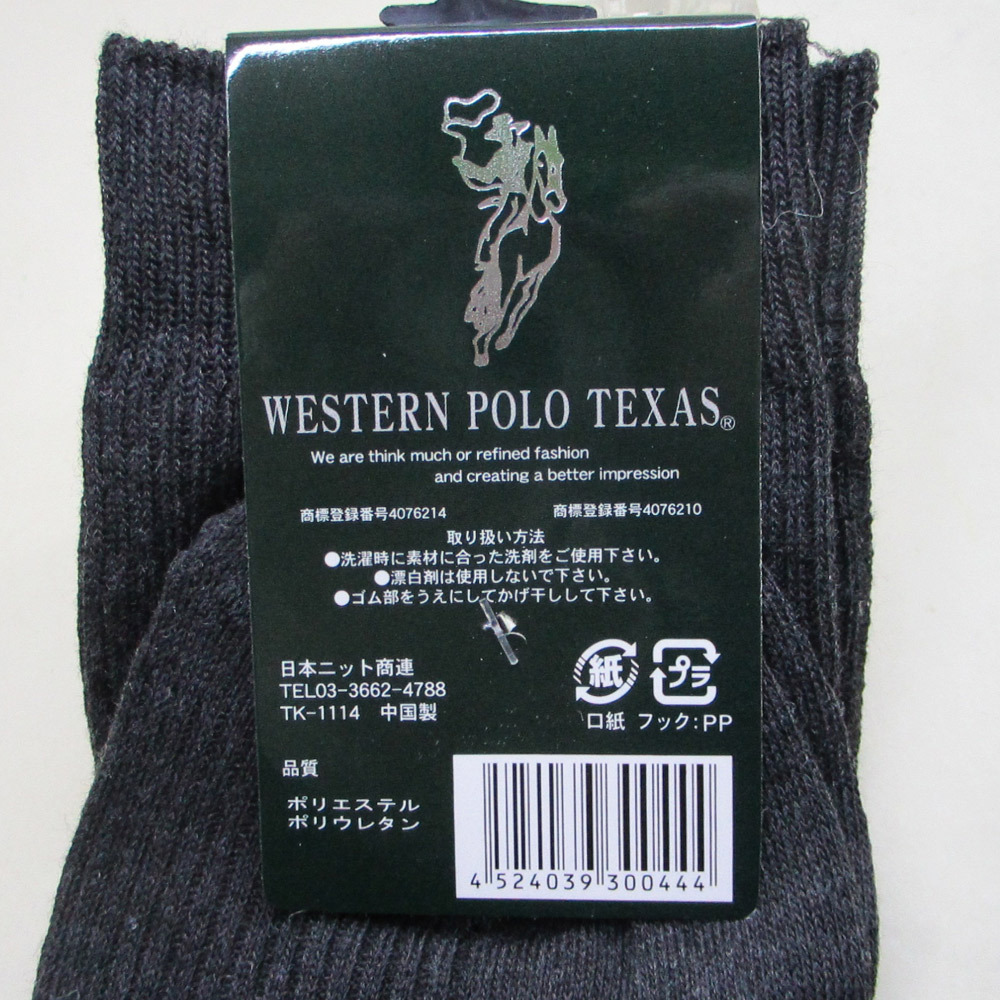 WESTERN POLO TEXAS®
We are think much or refined fashion
and creating a better impression
商標登録番号4076214 商標登録番号4076210
取り扱い方法
●洗濯時に素材に合った洗剤をご使用下さい。
●漂白剤は使用しないで下さい。
●ゴム部をうえにしてかげ干しして下さい。
日本ニット商連
TEL03-3662-4788
TK-1114 中国製
紙 プラ
口紙 フック:PP
品質
ポリエステル
ポリウレタン
4 524039 300444